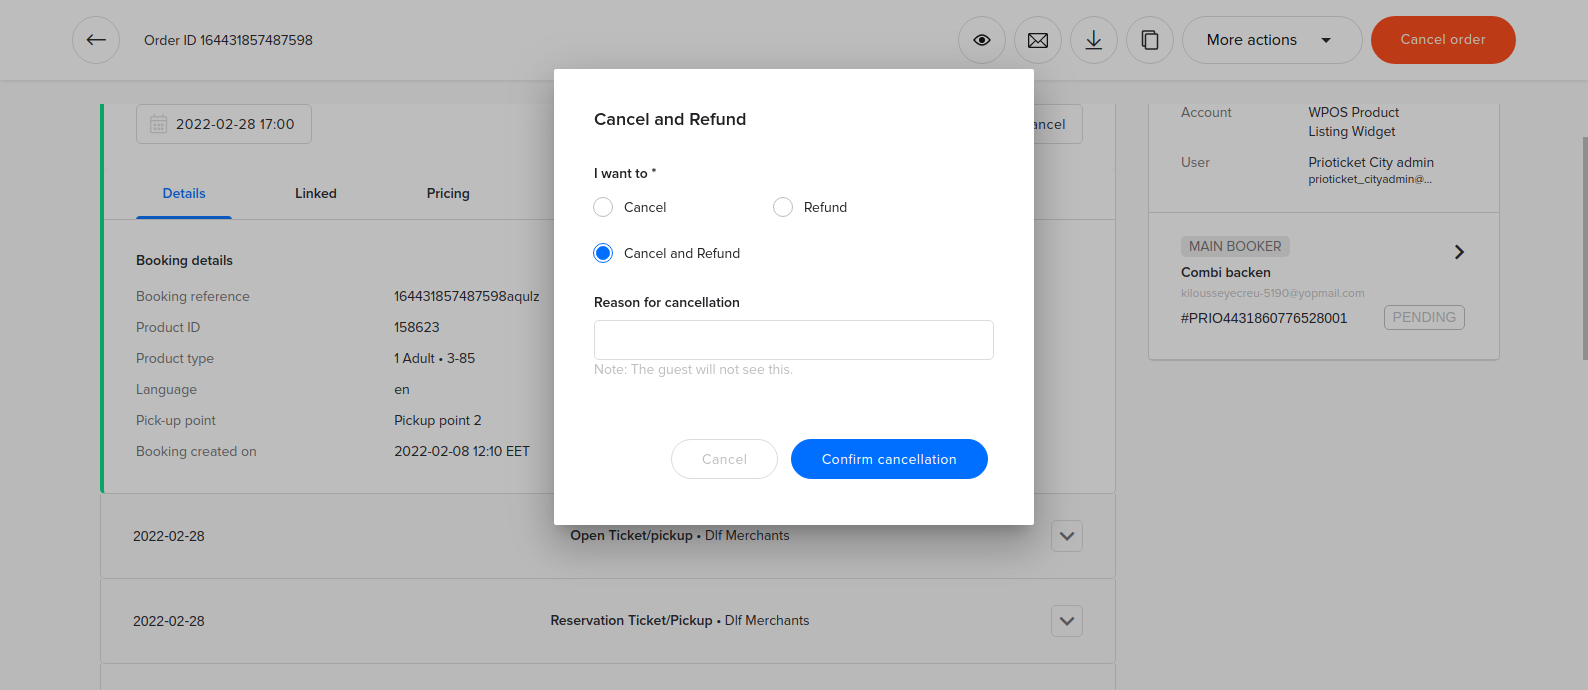 Order ID 164431857487598
More actions
Cancel order
2022-02-28 17:00
Details
Linked
Pricing
Booking details
Booking reference 164431857487598aqulz
Product ID 158623
Product type 1 Adult • 3-85
Language en
Pick-up point Pickup point 2
Booking created on 2022-02-08 12:10 EET
2022-02-28 Open Ticket/pickup • Dlf Merchants
2022-02-28 Reservation Ticket/Pickup • Dlf Merchants
Cancel and Refund
I want to *
Cancel
Refund
Cancel and Refund
Reason for cancellation
Note: The guest will not see this.
Cancel
Confirm cancellation
Account WPOS Product
Listing Widget
User Prioticket City admin
prioticket_cityadmin@...
MAIN BOOKER
Combi backen
kilousseyecreu-5190@yopmail.com
#PRIO4431860776528001
PENDING